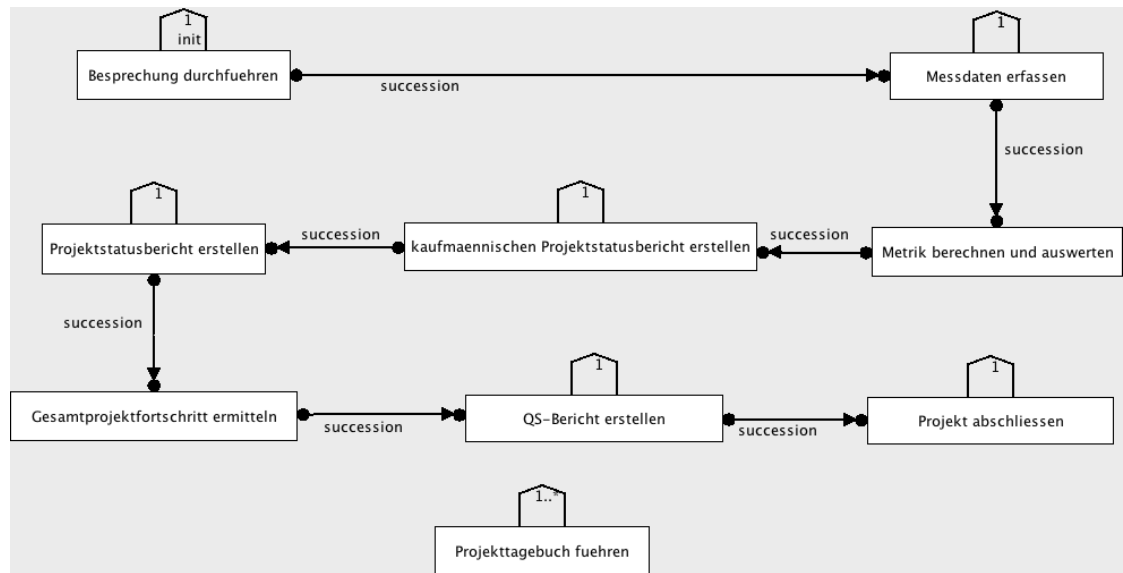 1
init
Besprechung durchfuehren
succession
1
Messdaten erfassen
succession
1
Projektstatusbericht erstellen
succession
1
kaufmaennischen Projektstatusbericht erstellen
succession
Metrik berechnen und auswerten
succession
Gesamtprojektfortschritt ermitteln
succession
1
QS-Bericht erstellen
succession
1
Projekt abschliessen
1..*
Projekttagebuch fuehren